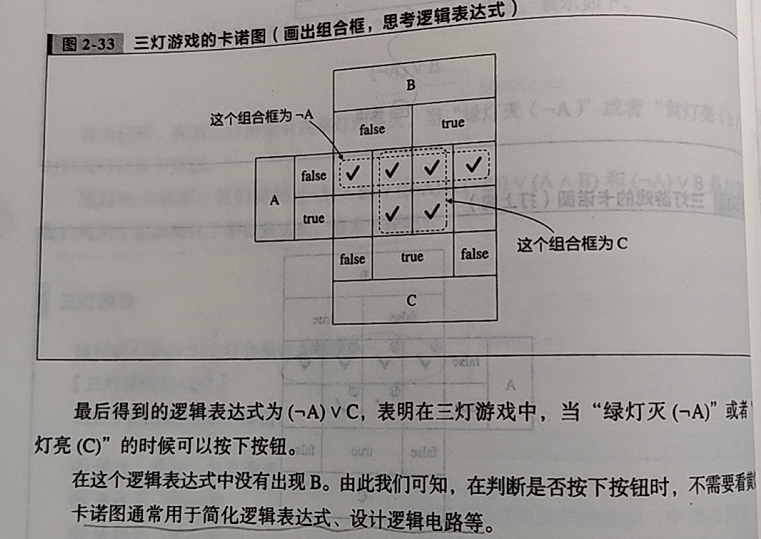 图 2-33 三灯游戏的卡诺图（画出组合框，思考逻辑表达式）
B
这个组合框为¬A
false true
A
false ✓ ✓ ✓ ✓
true ✓ ✓
这个组合框为 C
false true false
C
最后得到的逻辑表达式为 (¬A)∨C，表明在三灯游戏中，当“绿灯灭 (¬A)”或者“
灯亮 (C)”的时候可以按下按钮。
在这个逻辑表达式中没有出现 B。由此我们可知，在判断是否按下按钮时，不需要看
卡诺图通常用于简化逻辑表达式、设计逻辑电路等。